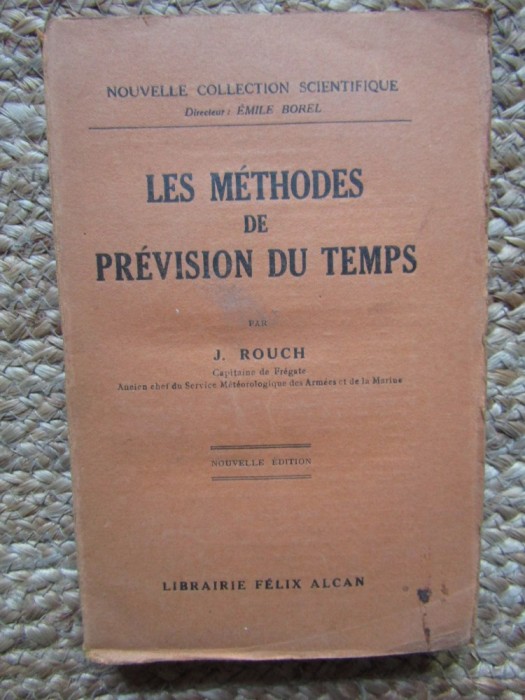 NOUVELLE COLLECTION SCIENTIFIQUE
Directeur: ÉMILE BOREL
LES MÉTHODES
DE
PRÉVISION DU TEMPS
PAR
J. ROUCH
Capitaine de Frégate
Ancien chef du Service Météorologique des Armées et de la Marine
NOUVELLE ÉDITION
LIBRAIRIE FÉLIX ALCAN